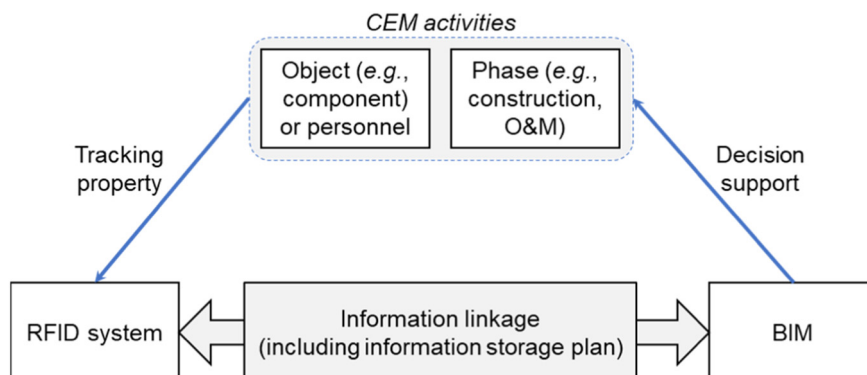 CEM activities
Object (e.g.,
component)
or personnel
Phase (e.g.,
construction,
O&M)
Tracking
property
Decision
support
RFID system
Information linkage
(including information storage plan)
BIM